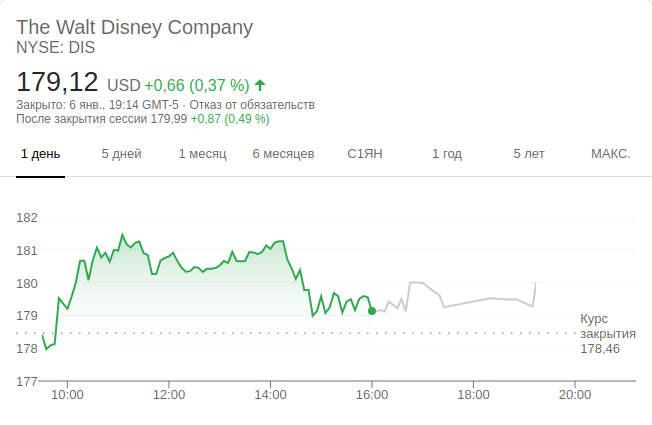 The Walt Disney Company
NYSE: DIS
179,12 USD +0,66 (0,37 %)
Закрыто: 6 янв., 19:14 GMT-5 · Отказ от обязательств
После закрытия сессии 179,99 +0,87 (0,49 %)
1 день 5 дней 1 месяц 6 месяцев С1ЯН 1 год 5 лет МАКС.
182
181
180
179
178
177
Курс
закрытия
178,46
10:00 12:00 14:00 16:00 18:00 20:00